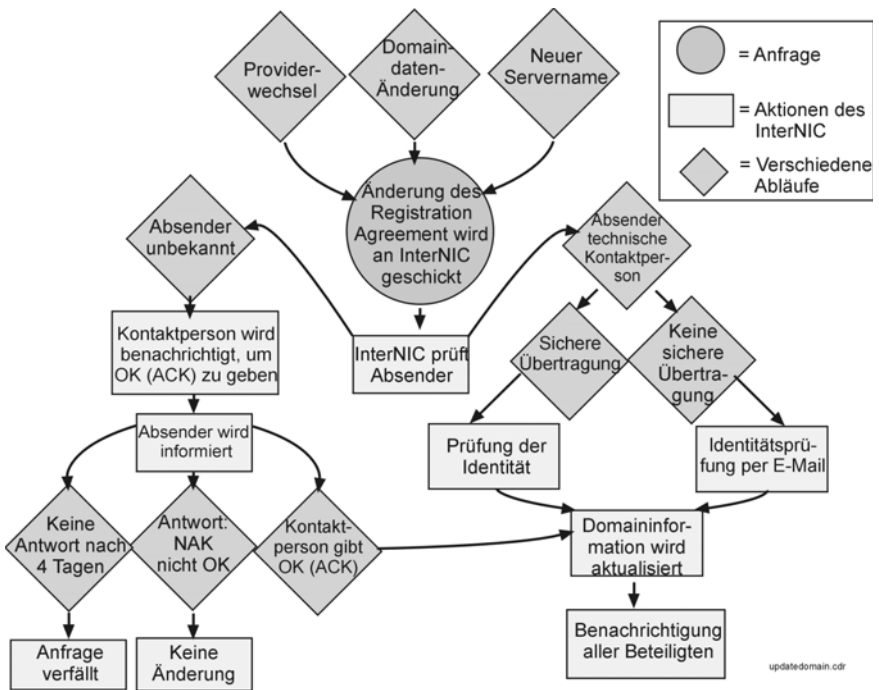 Provider-
wechsel
Domain-
daten-
Änderung
Neuer
Servername
= Anfrage
= Aktionen des
InterNIC
= Verschiedene
Abläufe
Änderung des
Registration
Agreement wird
an InterNIC
geschickt
Absender
unbekannt
Absender
technische
Kontaktper-
son
Kontaktperson wird
benachrichtigt, um
OK (ACK) zu geben
InterNIC prüft
Absender
Sichere
Übertragung
Keine
sichere
Übertra-
gung
Absender wird
informiert
Prüfung der
Identität
Identitätsprü-
fung per E-Mail
Keine
Antwort nach
4 Tagen
Antwort:
NAK
nicht OK
Kontakt-
person gibt
OK (ACK)
Domaininfor-
mation wird
aktualisiert
Anfrage
verfällt
Keine
Änderung
Benachrichtigung
aller Beteiligten
updatedomain.cdr